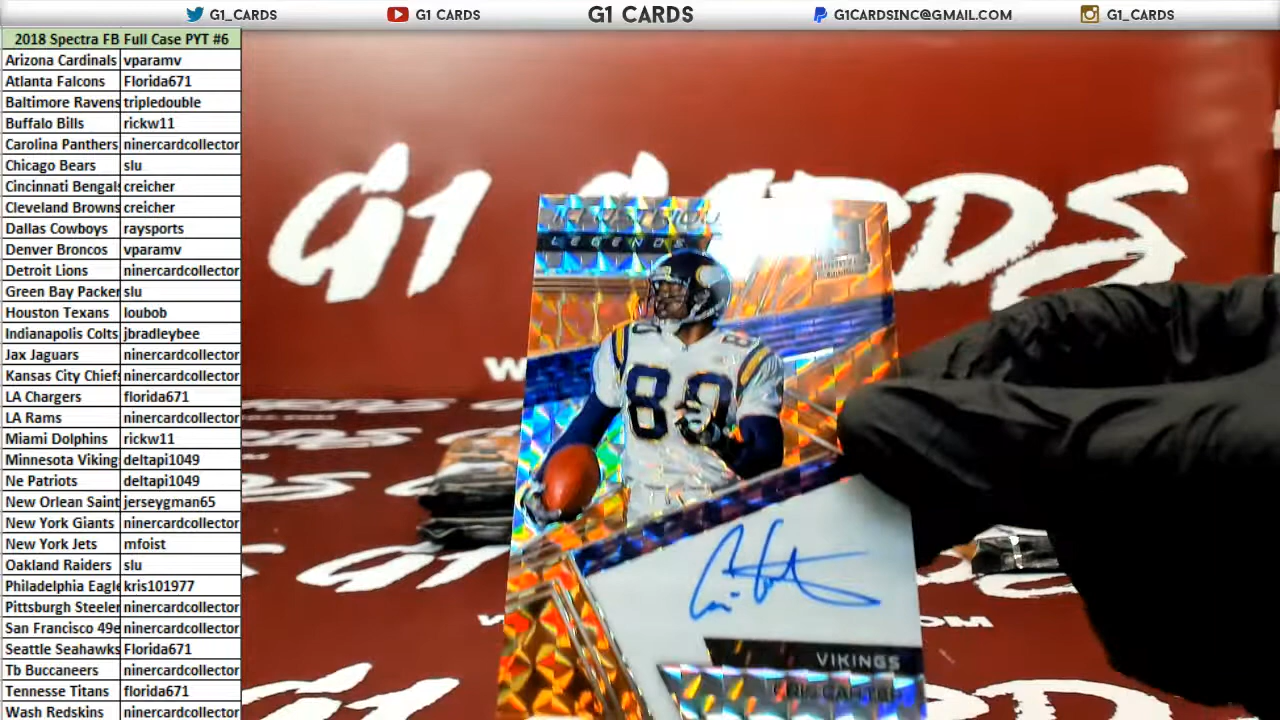 G1_CARDS
G1 CARDS
G1 CARDS
G1CARDSINC@GMAIL.COM
G1_CARDS
2018 Spectra FB Full Case PYT #6
Arizona Cardinals vparamv
Atlanta Falcons Florida671
Baltimore Ravens tripledouble
Buffalo Bills rickw11
Carolina Panthers ninercardcollector
Chicago Bears slu
Cincinnati Bengals creicher
Cleveland Browns creicher
Dallas Cowboys raysports
Denver Broncos vparamv
Detroit Lions ninercardcollector
Green Bay Packer slu
Houston Texans loubob
Indianapolis Colts jbradleybee
Jax Jaguars ninercardcollector
Kansas City Chiefs ninercardcollector
LA Chargers florida671
LA Rams ninercardcollector
Miami Dolphins rickw11
Minnesota Viking deltapi1049
Ne Patriots deltapi1049
New Orlean Saint jerseygman65
New York Giants ninercardcollector
New York Jets mfoist
Oakland Raiders slu
Philadelphia Eagle kris101977
Pittsburgh Steeler ninercardcollector
San Francisco 49e ninercardcollector
Seattle Seahawks Florida671
Tb Buccaneers ninercardcollector
Tennesse Titans florida671
Wash Redskins ninercardcollector
G1 CARDS
LEGENDS
80
VIKINGS
CRIS CARTER